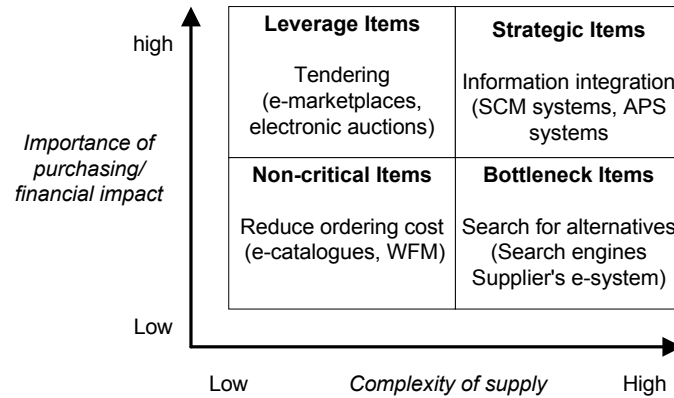 high
Importance of
purchasing/
financial impact
Low
Leverage Items
Tendering
(e-marketplaces,
electronic auctions)
Strategic Items
Information integration
(SCM systems, APS
systems
Non-critical Items
Reduce ordering cost
(e-catalogues, WFM)
Bottleneck Items
Search for alternatives
(Search engines
Supplier's e-system)
Low
Complexity of supply
High